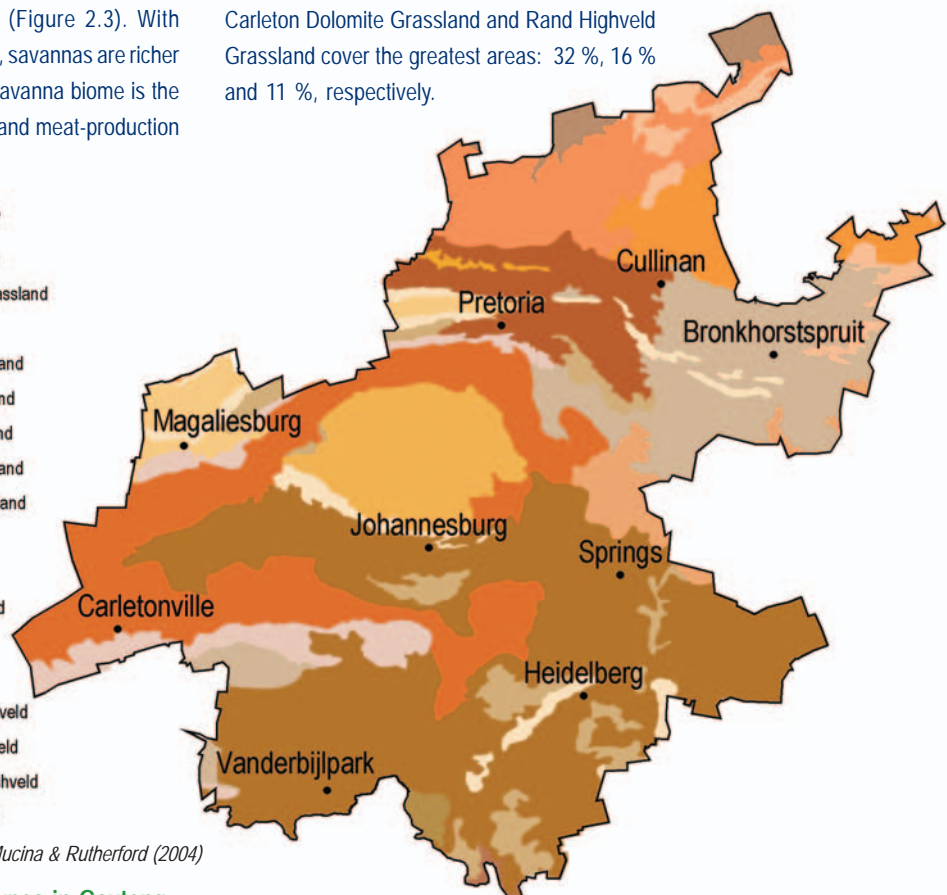 (Figure 2.3). With
, savannas are richer
avanna biome is the
and meat-production
Carleton Dolomite Grassland and Rand Highveld
Grassland cover the greatest areas: 32 %, 16 %
and 11 %, respectively.
assland
and
nd
nd
and
and
d
veld
eld
hveld
Cullinan
Pretoria
Bronkhorstspruit
Magaliesburg
Johannesburg
Springs
Carletonville
Heidelberg
Vanderbijlpark
Mucina & Rutherford (2004)